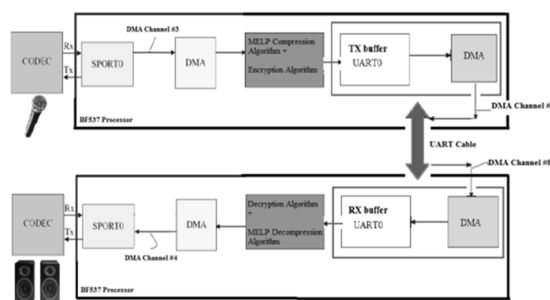 DMA Channel #3
CODEC
Rx
Tx
SPORT0
DMA
MELP Compression
Algorithm +
Encryption Algorithm
TX buffer
UART0
DMA
DMA Channel #
BF537 Processor
UART Cable
DMA Channel #8
BF537 Processor
CODEC
Rx
Tx
SPORT0
DMA
Decryption Algorithm
+
MELP Decompression
Algorithm
RX buffer
UART0
DMA
DMA Channel #4